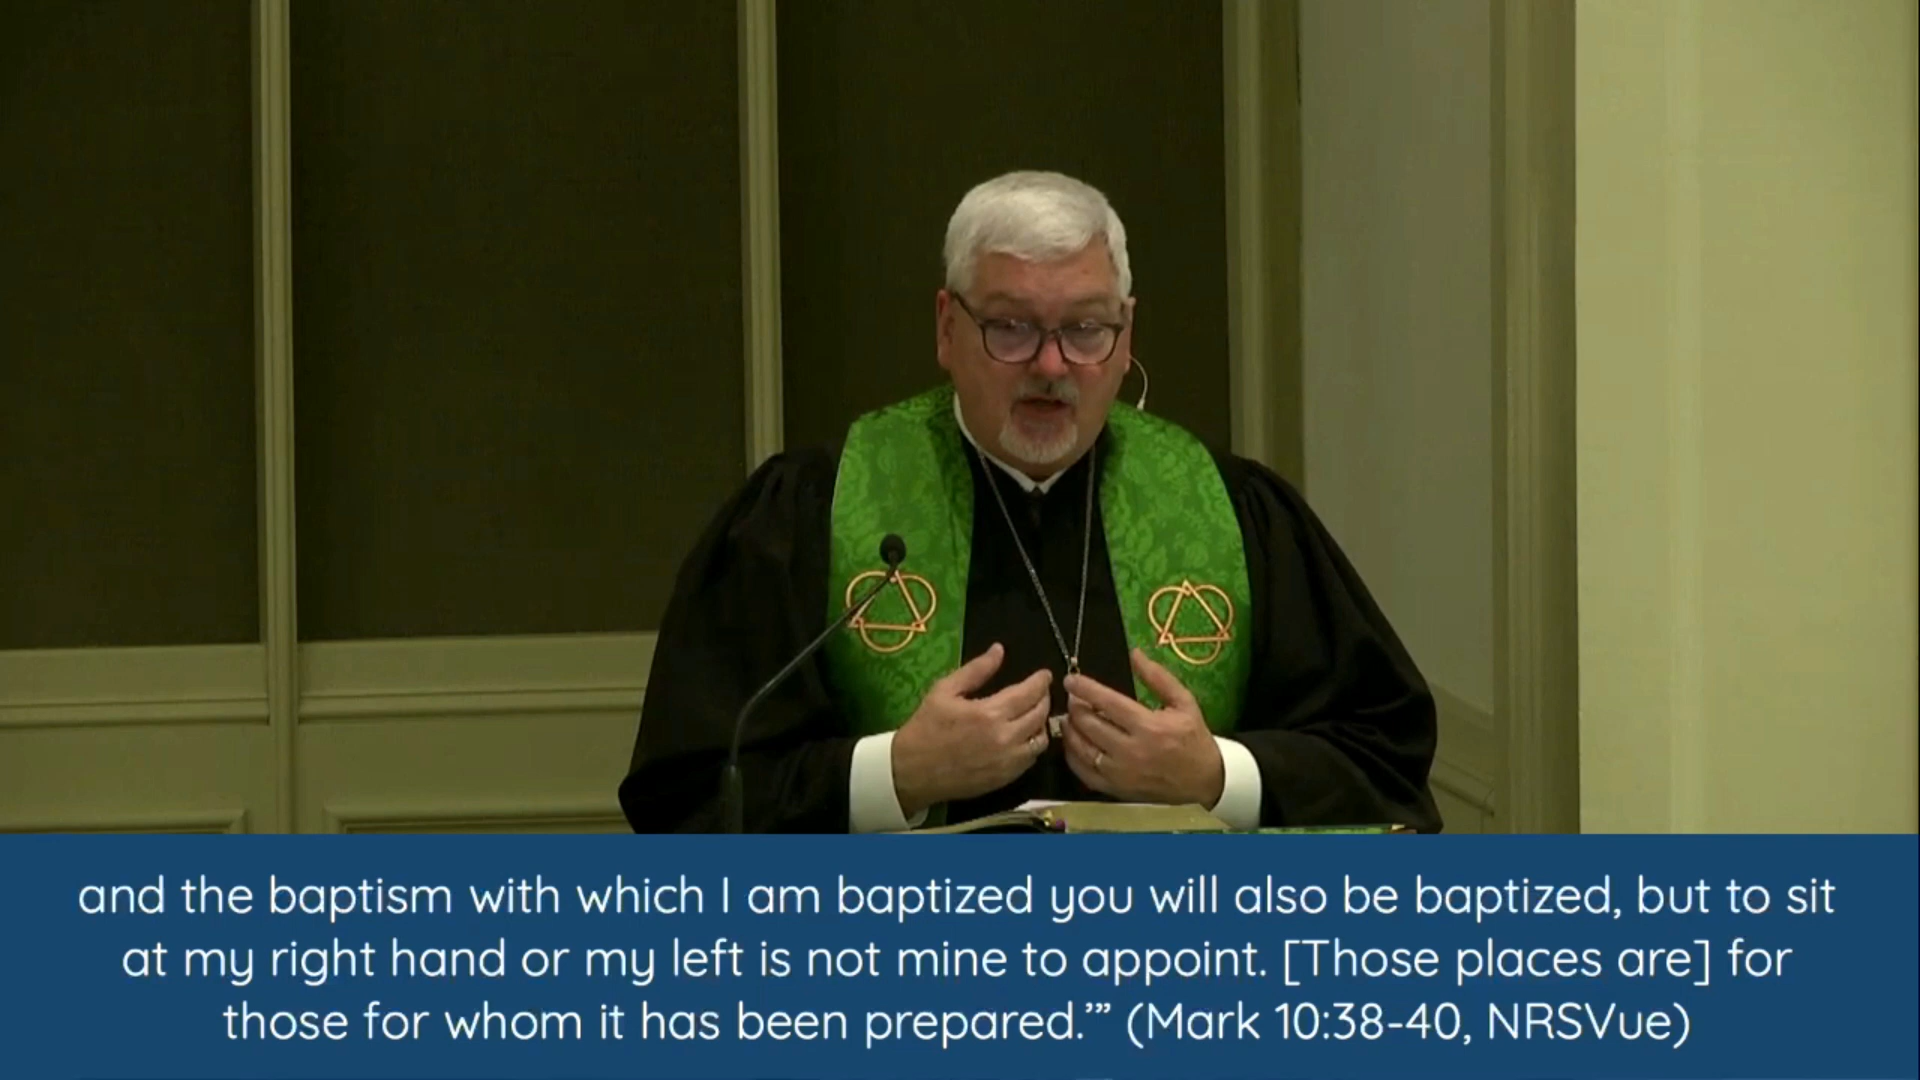 and the baptism with which I am baptized you will also be baptized, but to sit
at my right hand or my left is not mine to appoint. [Those places are] for
those for whom it has been prepared.’” (Mark 10:38-40, NRSVue)